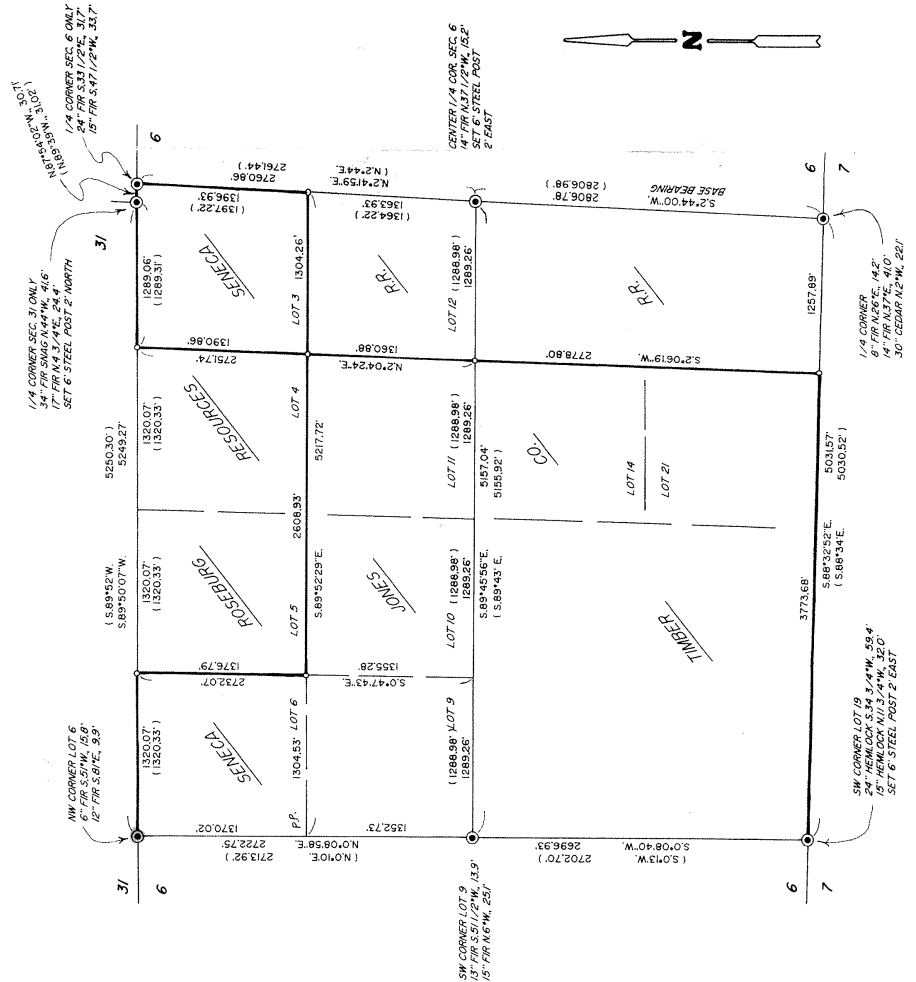 1/4 CORNER SEC. 6 ONLY
24" FIR S.33 1/2°E., 31.7'
15" FIR S.47 1/2°W., 33.7'
N.87°54'02"W., 30.71'
(N.89°39'W., 31.02')
1/4 CORNER SEC. 31 ONLY
34" FIR SNAG N.44°W., 41.6'
17" FIR N.4 3/4°E., 24.4'
SET 6' STEEL POST 2' NORTH
NW CORNER LOT 6
6" FIR S.51°W., 15.8'
12" FIR S.81°E., 9.9'
31
6
31
6
( S.89°52'W. 5250.30' )
S.89°50'07"W. 5249.27'
1320.07'
(1320.33')
1320.07'
(1320.33')
1320.07'
(1320.33')
1289.06'
(1289.31')
SENECA
ROSEBURG
RESOURCES
SENECA
1370.02'
1376.79'
2732.07'
1390.86'
2751.74'
1396.93'
(1397.22')
2760.86'
(2761.44')
P.P.
LOT 6
LOT 5
LOT 4
LOT 3
1304.53'
2608.93'
1304.26'
S.89°52'29"E. 5217.72'
N.0°08'58"E. 2722.75'
( N.0°10'E. 2713.92' )
1352.73'
S.0°47'43"E.
1355.28'
N.2°04'24"E.
1360.88'
N.2°41'59"E.
( N.2°44'E.
1363.93'
(1364.22')
JONES
R.R.
CENTER 1/4 COR. SEC. 6
14" FIR N.37 1/2°W., 15.2'
SET 6' STEEL POST
2' EAST
N
LOT 9
LOT 10
LOT 11
LOT 12
(1288.98')
1289.26'
(1288.98')
1289.26'
(1288.98')
1289.26'
(1288.98')
1289.26'
S.89°45'56"E. 5157.04'
( S.89°43'E. 5155.92'
SW CORNER LOT 9
13" FIR S.51 1/2°W., 13.9'
15" FIR N.6°W., 25.1'
( S.0°13'W. 2702.70' )
S.0°08'40"W. 2696.93'
TIMBER
CO.
R.R.
LOT 14
LOT 21
S.2°06'19"W. 2778.80'
S.2°44'00"W. 2806.78'
BASE BEARING (2806.98')
3773.68'
1257.89'
S.88°32'52"E. 5031.57'
( S.88°34'E. 5030.52')
6
7
6
7
SW CORNER LOT 19
24" HEMLOCK S.34 3/4°W., 59.4'
15" HEMLOCK N.11 3/4°W., 32.0'
SET 6' STEEL POST 2' EAST
1/4 CORNER
8" FIR N.26°E., 14.2'
14" FIR N.37°E., 41.0'
30" CEDAR N.2°W., 22.1'